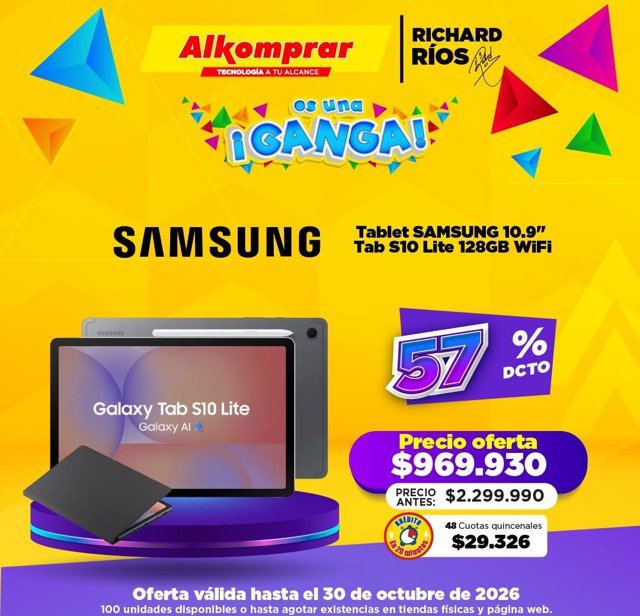 Alkomprar
TECNOLOGÍA A TU ALCANCE
RICHARD
RÍOS
es una
¡GANGA!
SAMSUNG
Tablet SAMSUNG 10.9"
Tab S10 Lite 128GB WiFi
SAMSUNG
Galaxy Tab S10 Lite
Galaxy AI
57 %
DCTO
Precio oferta
$969.930
PRECIO
ANTES: $2.299.990
KREDITO
En 20 minutos
48 Cuotas quincenales
$29.326
Oferta válida hasta el 30 de octubre de 2026
100 unidades disponibles o hasta agotar existencias en tiendas físicas y página web.